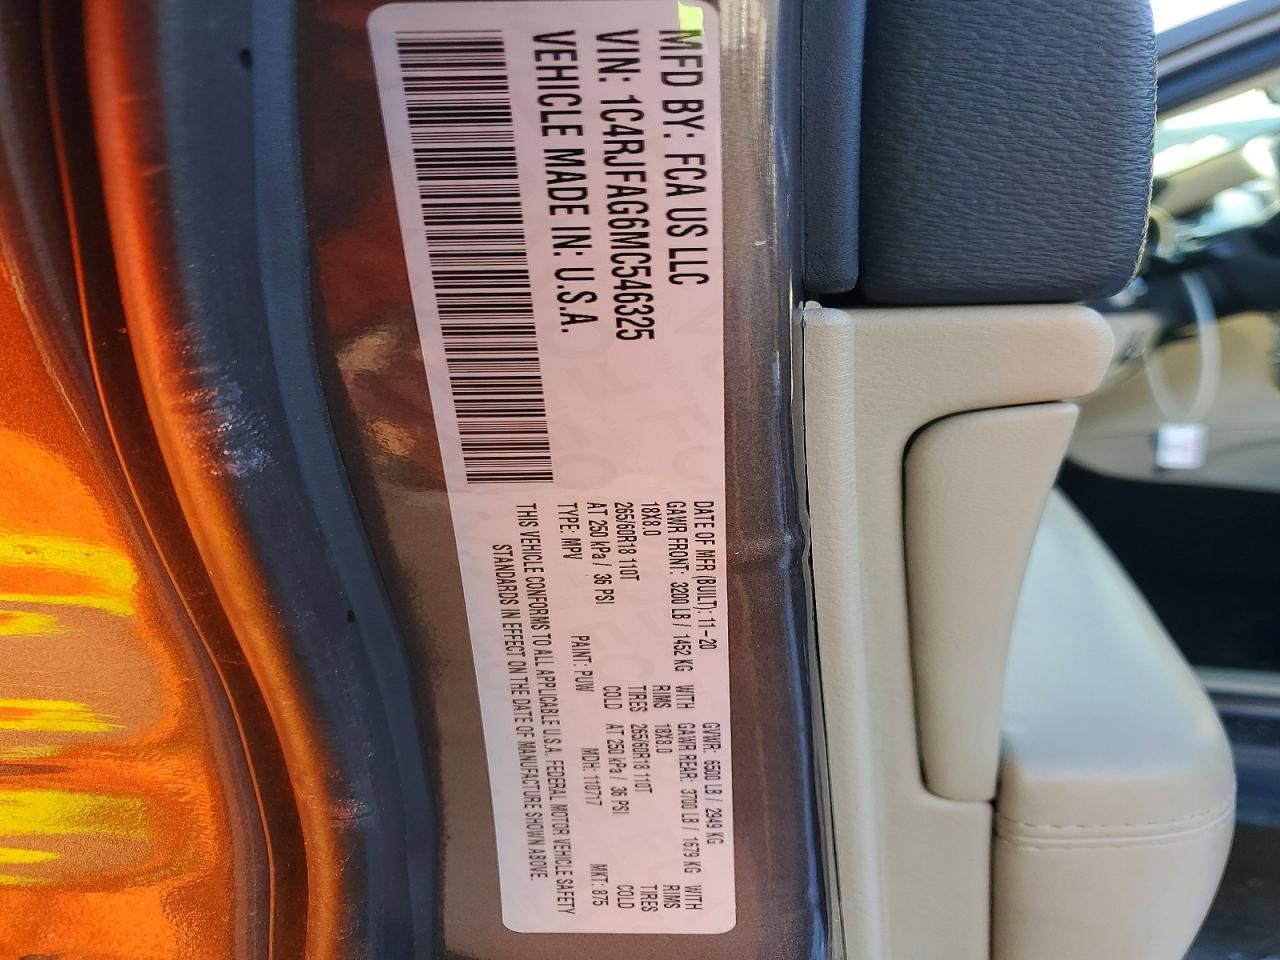 MFD BY: FCA US LLC
VIN: 1C4RJFAG6MC546325
VEHICLE MADE IN: U.S.A.
DATE OF MFR (BUILT): 11-20 GVWR: 6500 LB / 2949 KG
GAWR FRONT: 3200 LB / 1452 KG WITH GAWR REAR: 3700 LB / 1679 KG WITH
18X8.0 RIMS 18X8.0 RIMS
265/60R18 110T TIRES 265/60R18 110T TIRES
AT 250 kPa / 36 PSI COLD AT 250 kPa / 36 PSI COLD
TYPE: MPV PAINT: PUW MDH: 110717 MKT: 875
THIS VEHICLE CONFORMS TO ALL APPLICABLE U.S.A. FEDERAL MOTOR VEHICLE SAFETY
STANDARDS IN EFFECT ON THE DATE OF MANUFACTURE SHOWN ABOVE.